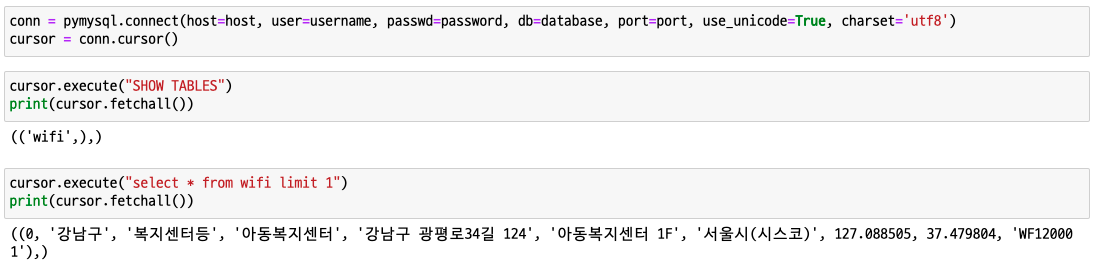 conn = pymysql.connect(host=host, user=username, passwd=password, db=database, port=port, use_unicode=True, charset='utf8')
cursor = conn.cursor()
cursor.execute("SHOW TABLES")
print(cursor.fetchall())
(('wifi',),)
cursor.execute("select * from wifi limit 1")
print(cursor.fetchall())
((0, '강남구', '복지센터등', '아동복지센터', '강남구 광평로34길 124', '아동복지센터 1F', '서울시(시스코)', 127.088505, 37.479804, 'WF12000
1'),)